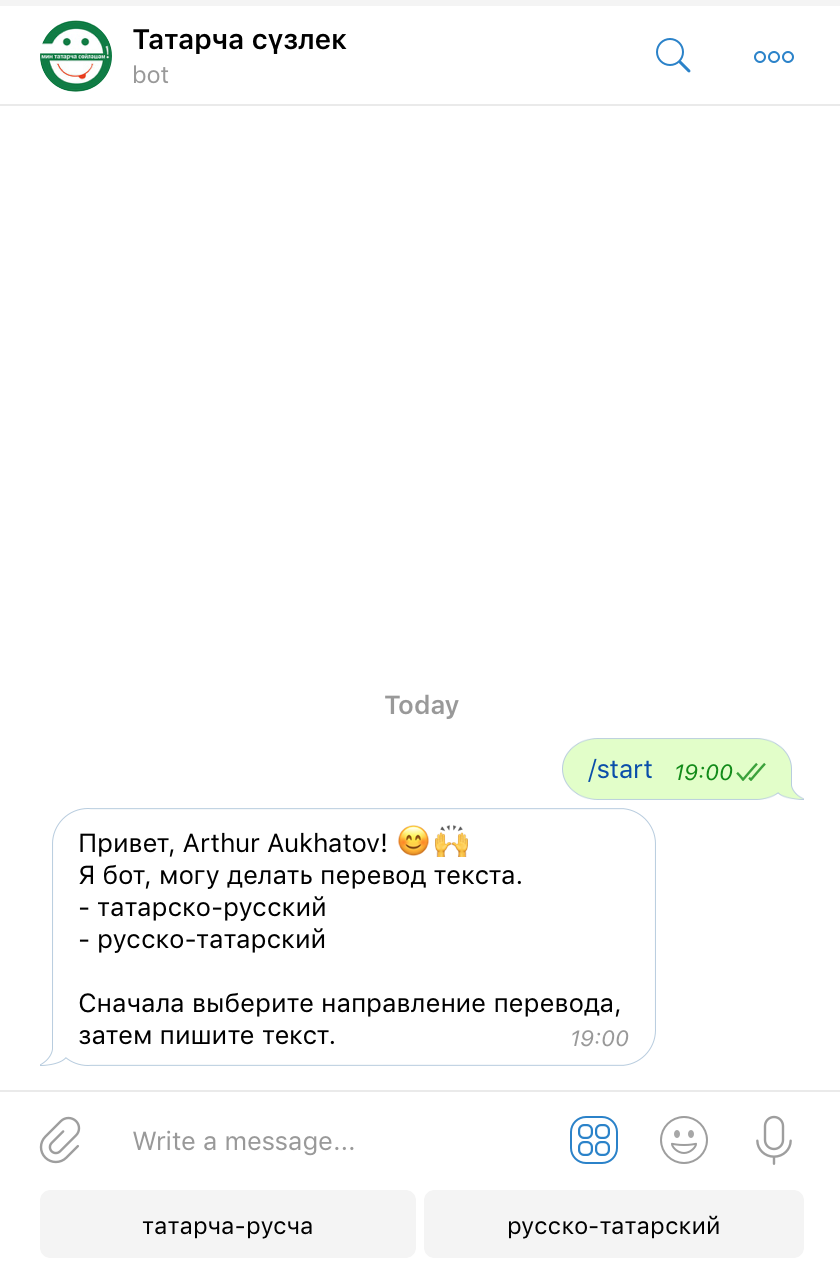 Татарча сүзлек
bot
мин татарча сөйләшәм!
Today
/start 19:00
Привет, Arthur Aukhatov! 😊🙌
Я бот, могу делать перевод текста.
- татарско-русский
- русско-татарский
Сначала выберите направление перевода,
затем пишите текст. 19:00
Write a message...
татарча-русча
русско-татарский